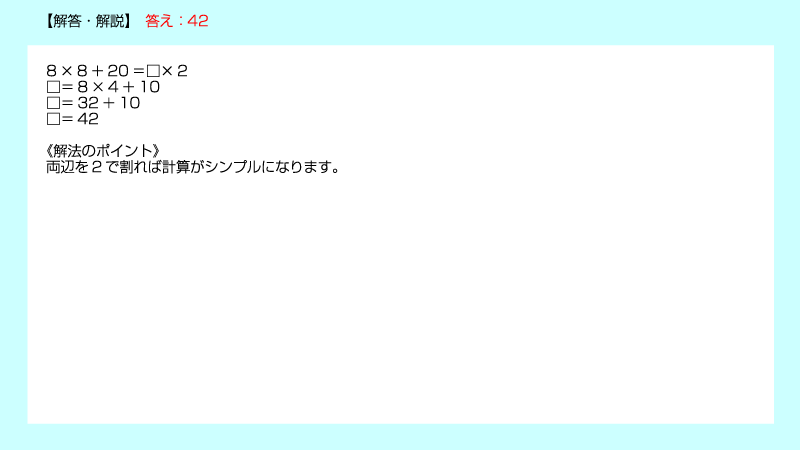 【解答・解説】 答え：42
8 × 8 + 20 =□× 2
□= 8 × 4 + 10
□= 32 + 10
□= 42
《解法のポイント》
両辺を２で割れば計算がシンプルになります。